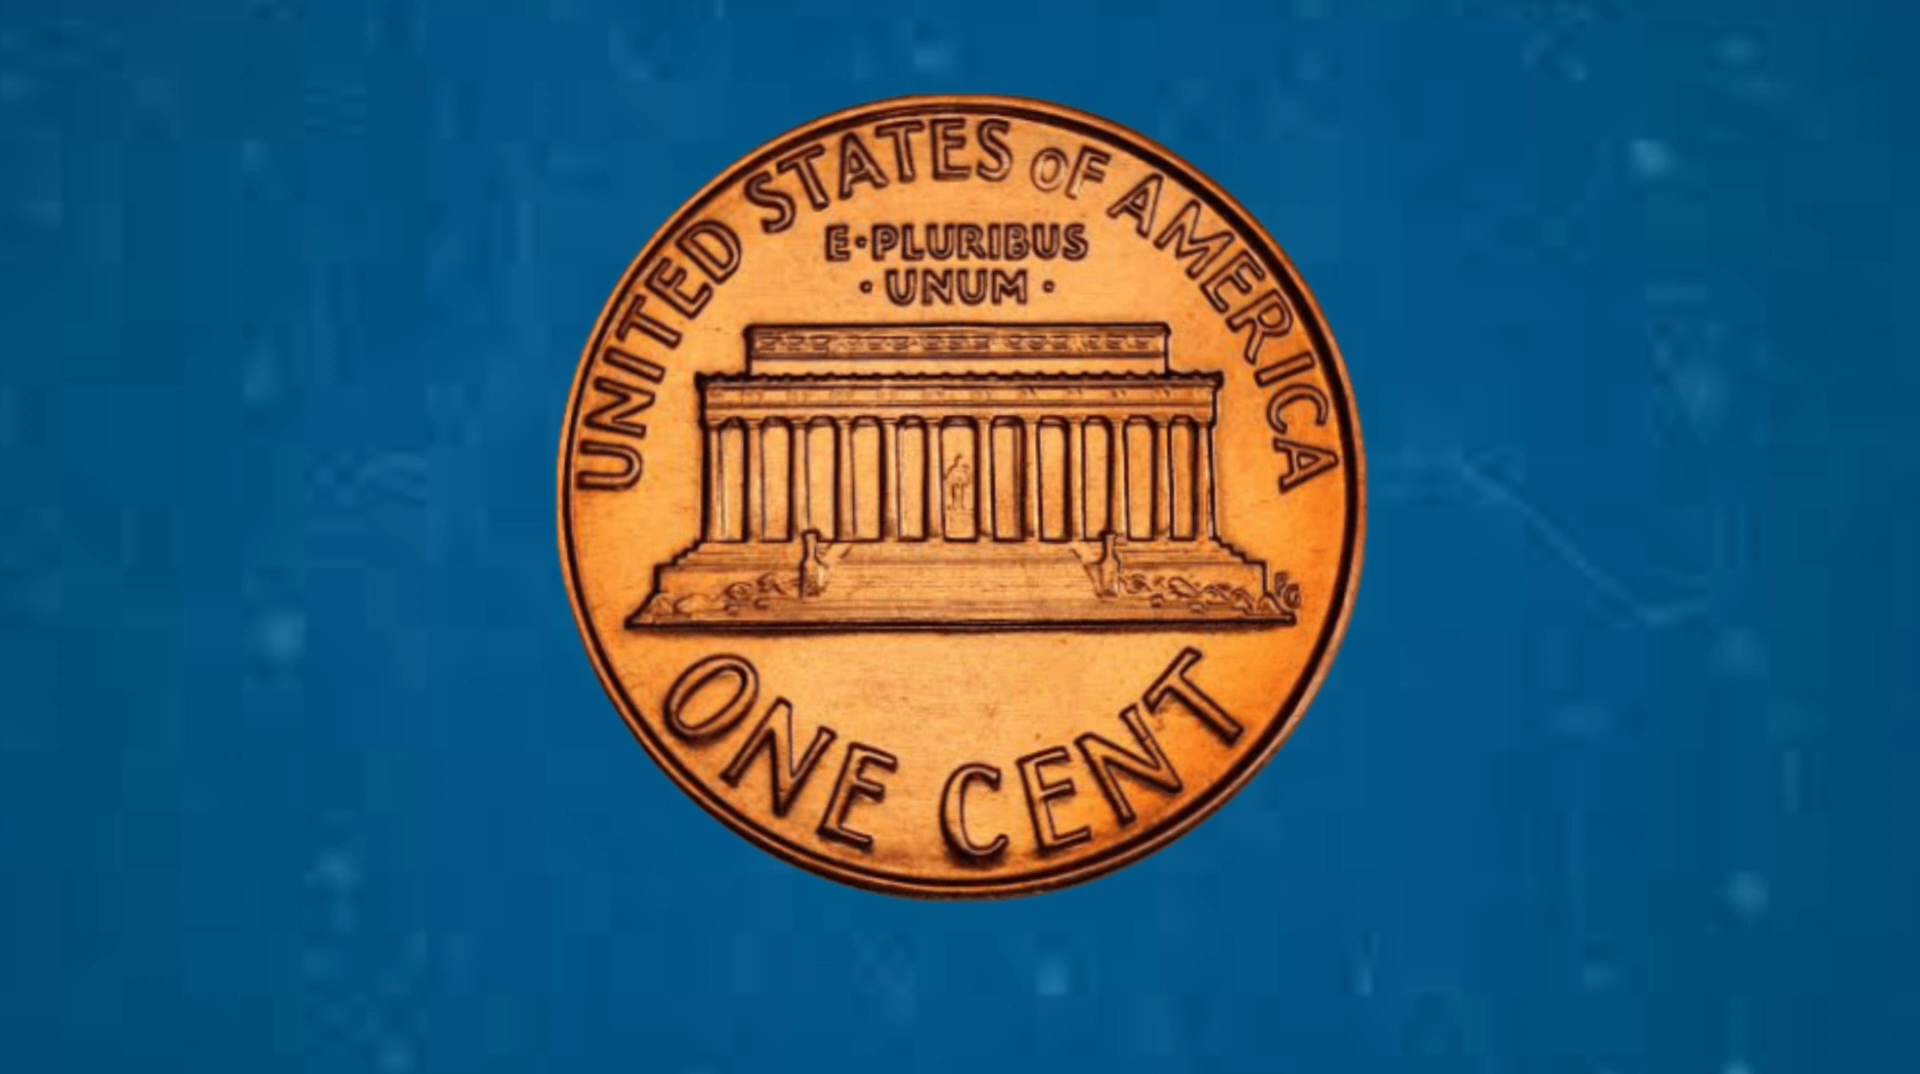 UNITED STATES OF AMERICA
E·PLURIBUS
· UNUM ·
ONE CENT